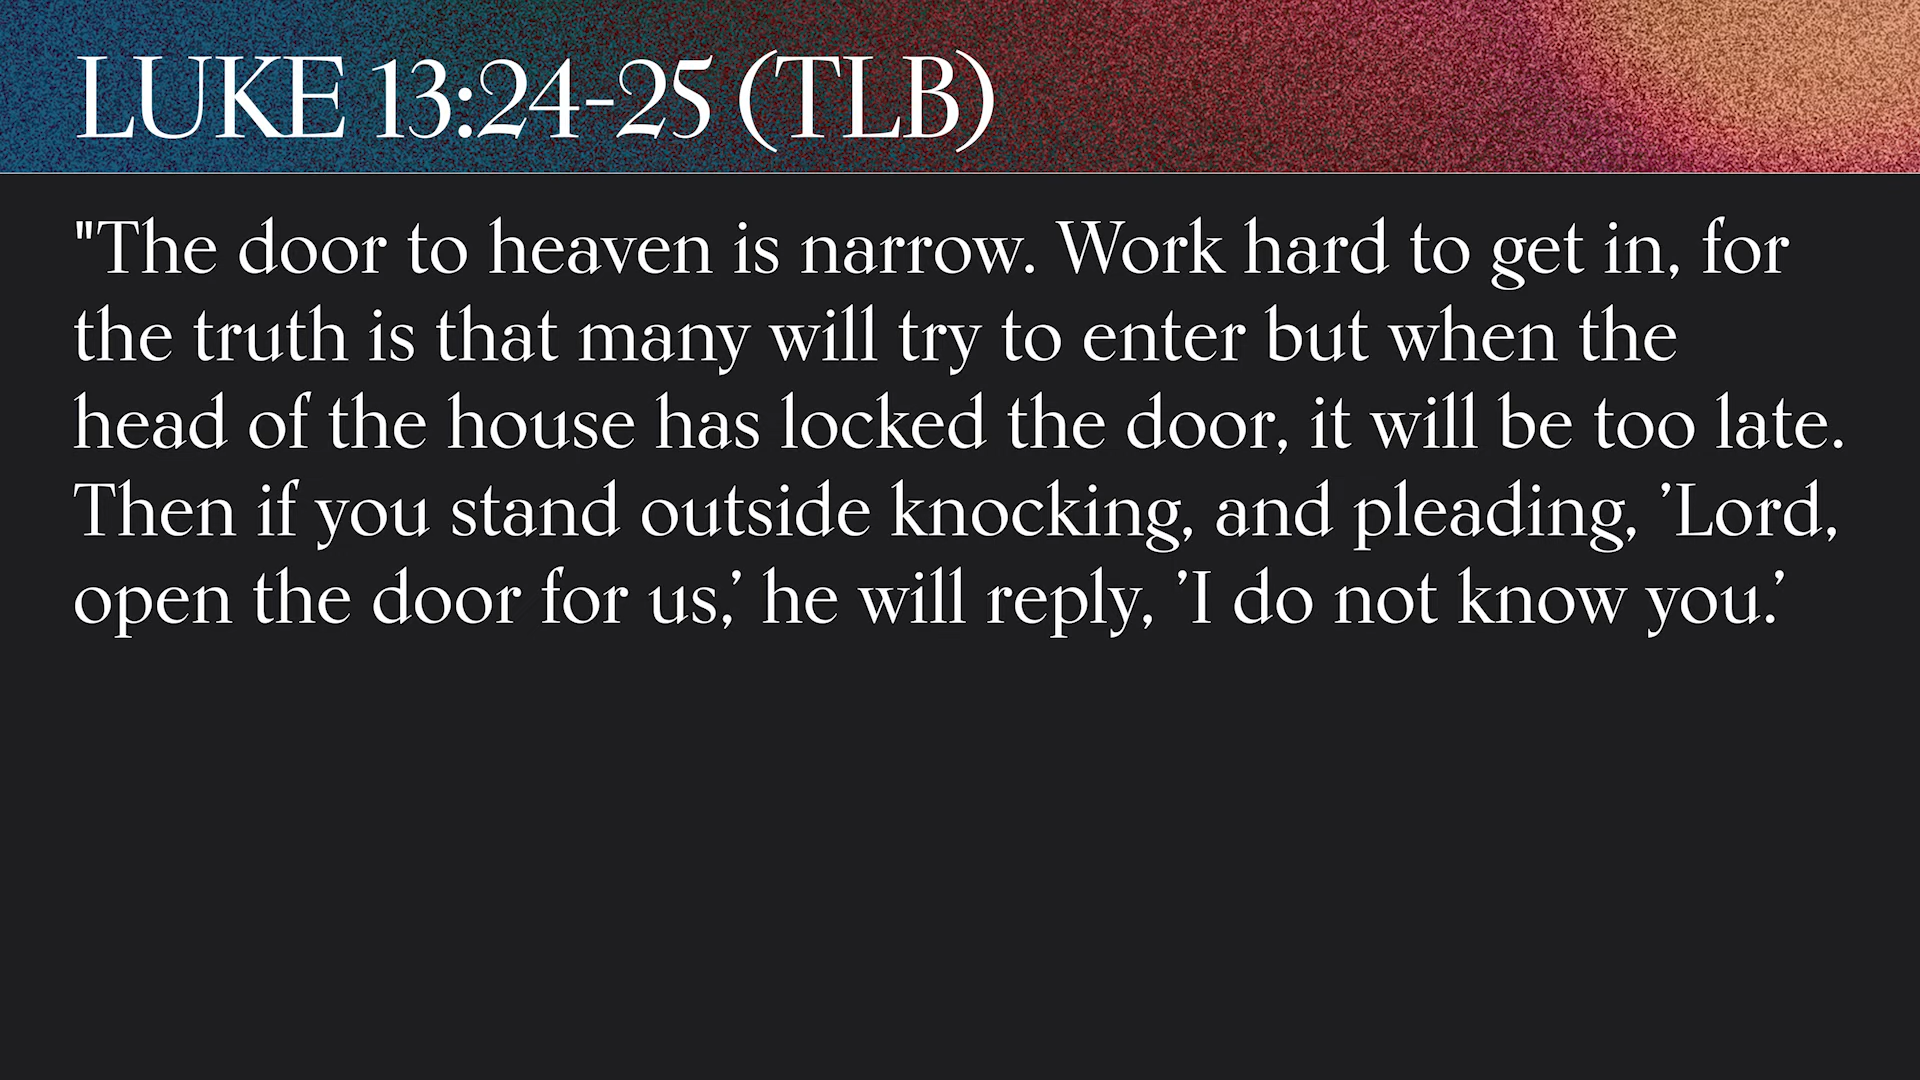 LUKE 13:24-25 (TLB)
"The door to heaven is narrow. Work hard to get in, for
the truth is that many will try to enter but when the
head of the house has locked the door, it will be too late.
Then if you stand outside knocking, and pleading, ’Lord,
open the door for us,’ he will reply, ’I do not know you.’